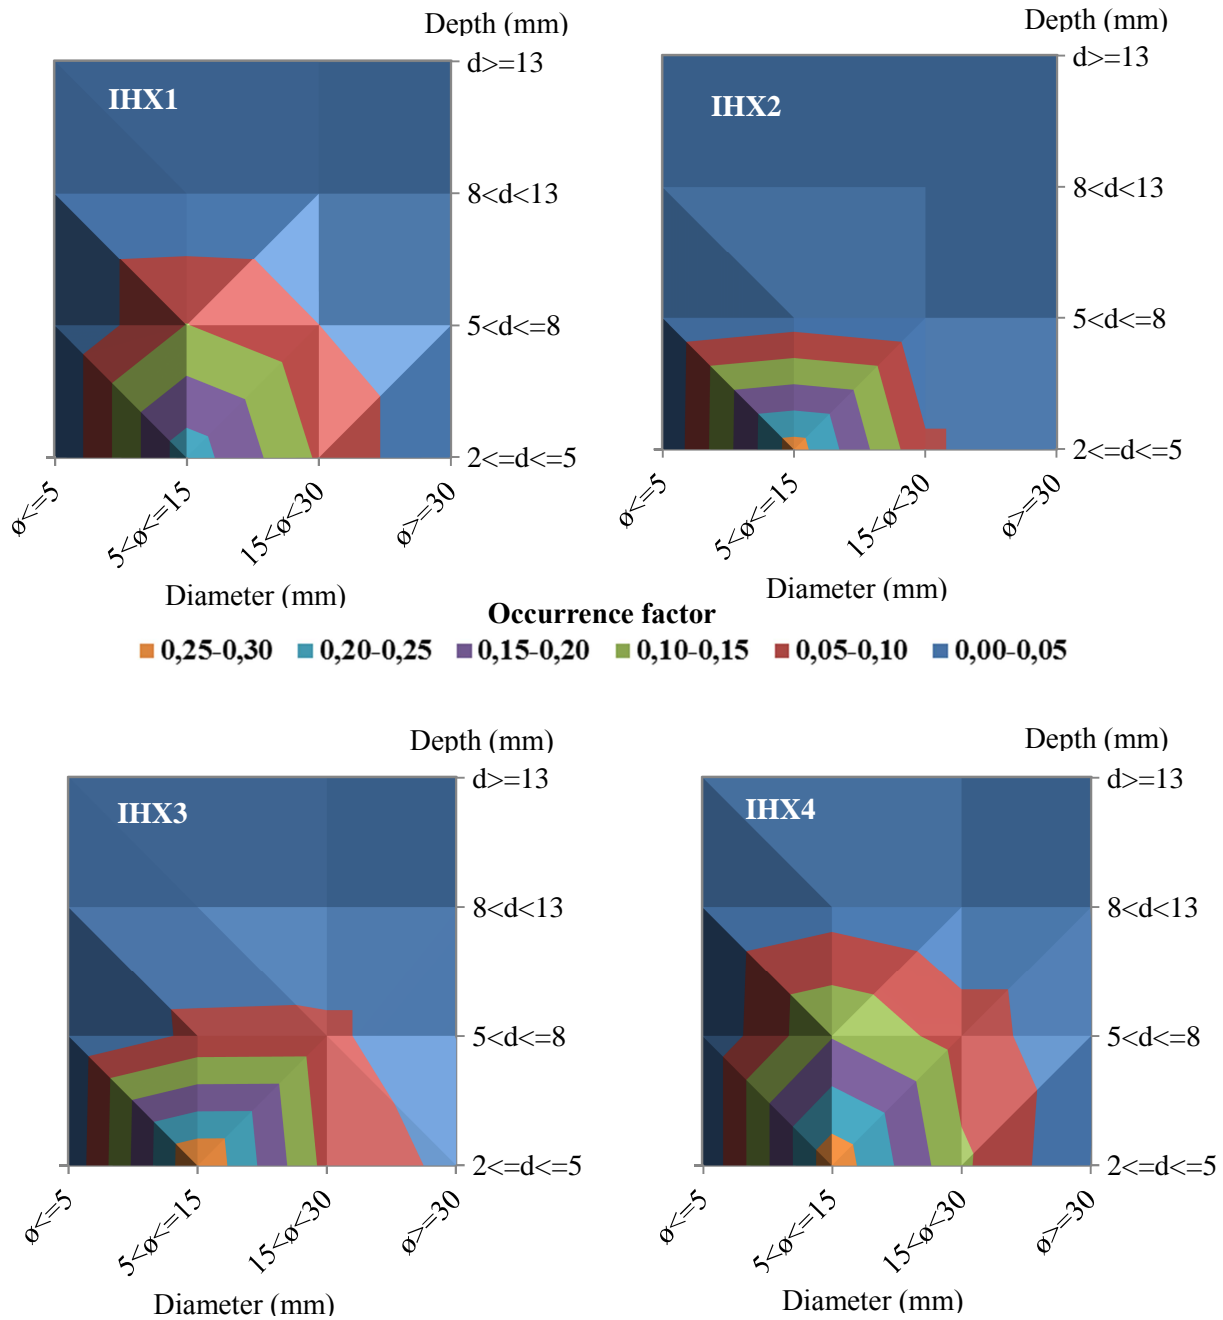 Depth (mm)
d>=13
IHX1
8<d<13
5<d<=8
2<=d<=5
ø<=5
5<ø<=15
15<ø<30
ø>=30
Diameter (mm)
Depth (mm)
d>=13
IHX2
8<d<13
5<d<=8
2<=d<=5
ø<=5
5<ø<=15
15<ø<30
ø>=30
Diameter (mm)
Occurrence factor
0,25-0,30 0,20-0,25 0,15-0,20 0,10-0,15 0,05-0,10 0,00-0,05
Depth (mm)
d>=13
IHX3
8<d<13
5<d<=8
2<=d<=5
ø<=5
5<ø<=15
15<ø<30
ø>=30
Diameter (mm)
Depth (mm)
d>=13
IHX4
8<d<13
5<d<=8
2<=d<=5
ø<=5
5<ø<=15
15<ø<30
ø>=30
Diameter (mm)